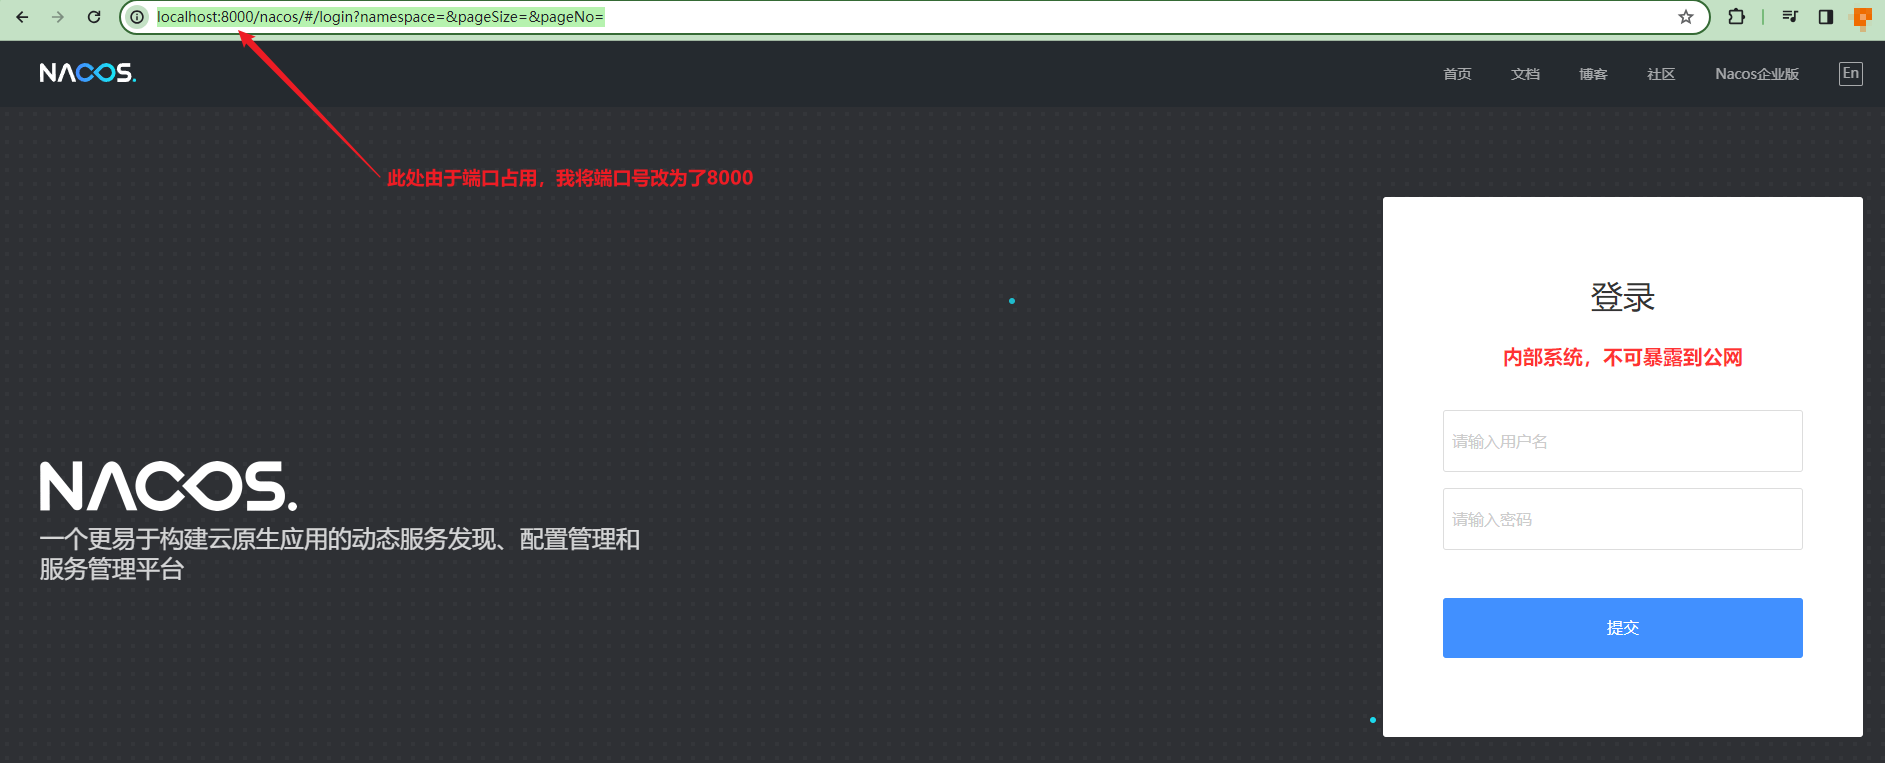 localhost:8000/nacos/#/login?namespace=&pageSize=&pageNo=
NACOS.
首页 文档 博客 社区 Nacos企业版 En
此处由于端口占用，我将端口号改为了8000
登录
内部系统，不可暴露到公网
请输入用户名
请输入密码
提交
NACOS.
一个更易于构建云原生应用的动态服务发现、配置管理和
服务管理平台